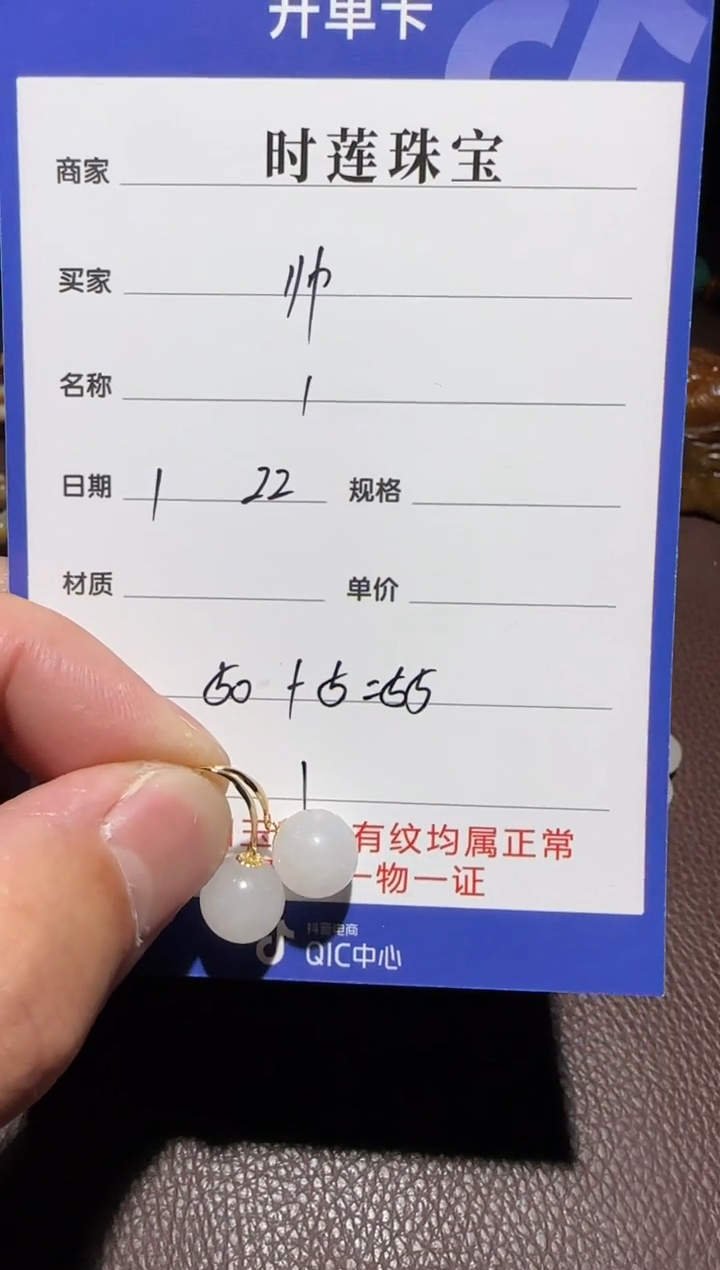 开单卡
商家 时莲珠宝
买家 帅
名称 1
日期 1 22 规格
材质 单价
50+5=55
1
玉 有纹均属正常
一物一证
抖音电商
QIC中心